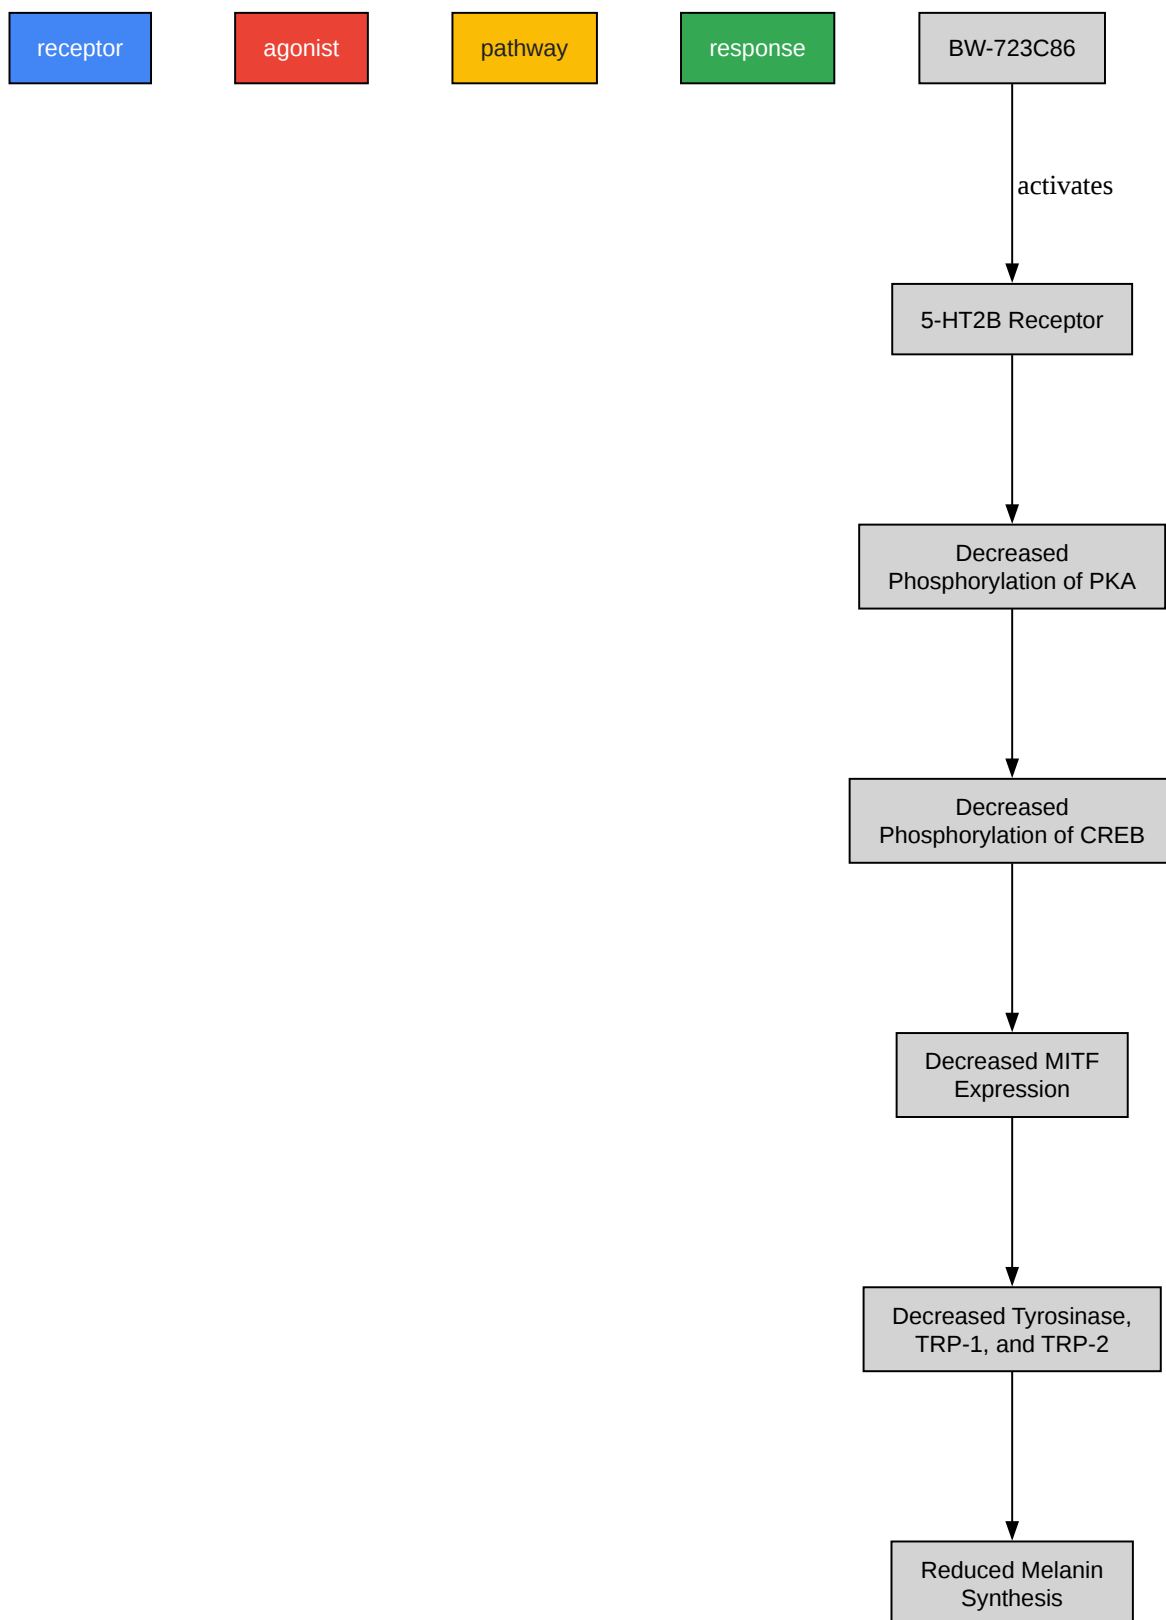 receptor
agonist
pathway
response
BW-723C86
activates
5-HT2B Receptor
Decreased
Phosphorylation of PKA
Decreased
Phosphorylation of CREB
Decreased MITF
Expression
Decreased Tyrosinase,
TRP-1, and TRP-2
Reduced Melanin
Synthesis